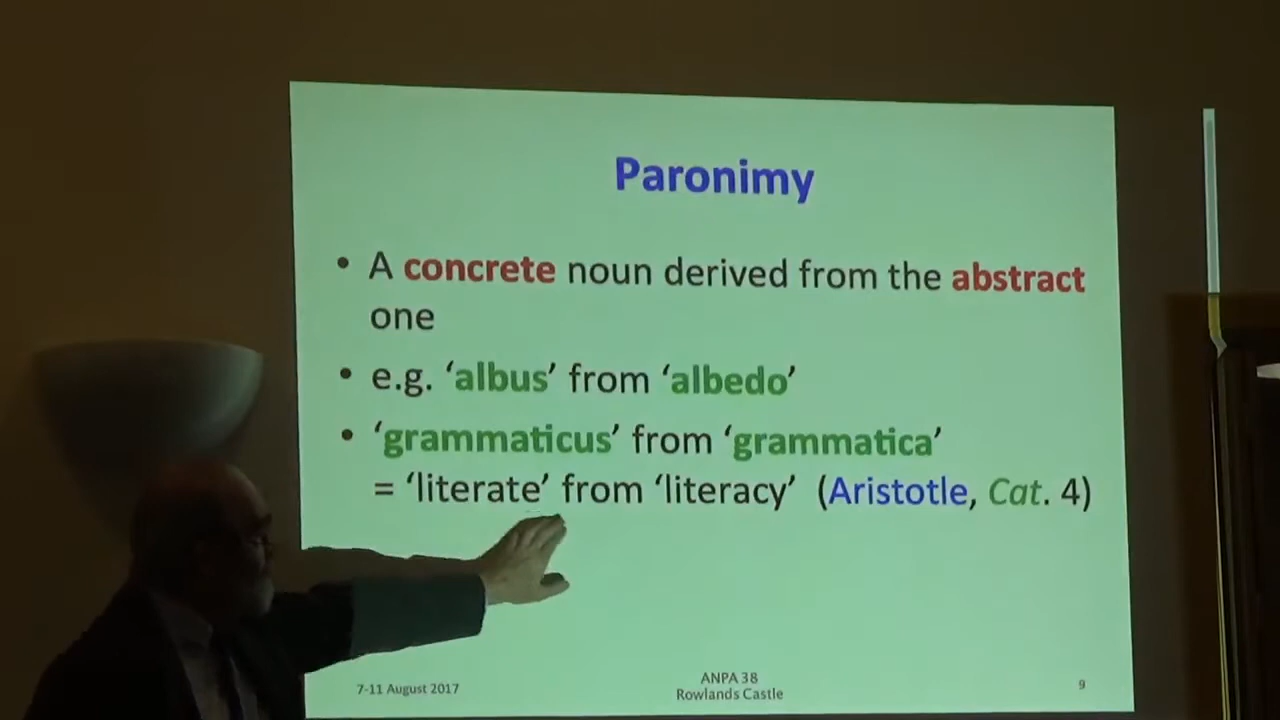 Paronimy
• A concrete noun derived from the abstract
one
• e.g. ‘albus’ from ‘albedo’
• ‘grammaticus’ from ‘grammatica’
= ‘literate’ from ‘literacy’ (Aristotle, Cat. 4)
7-11 August 2017
ANPA 38
Rowlands Castle
9